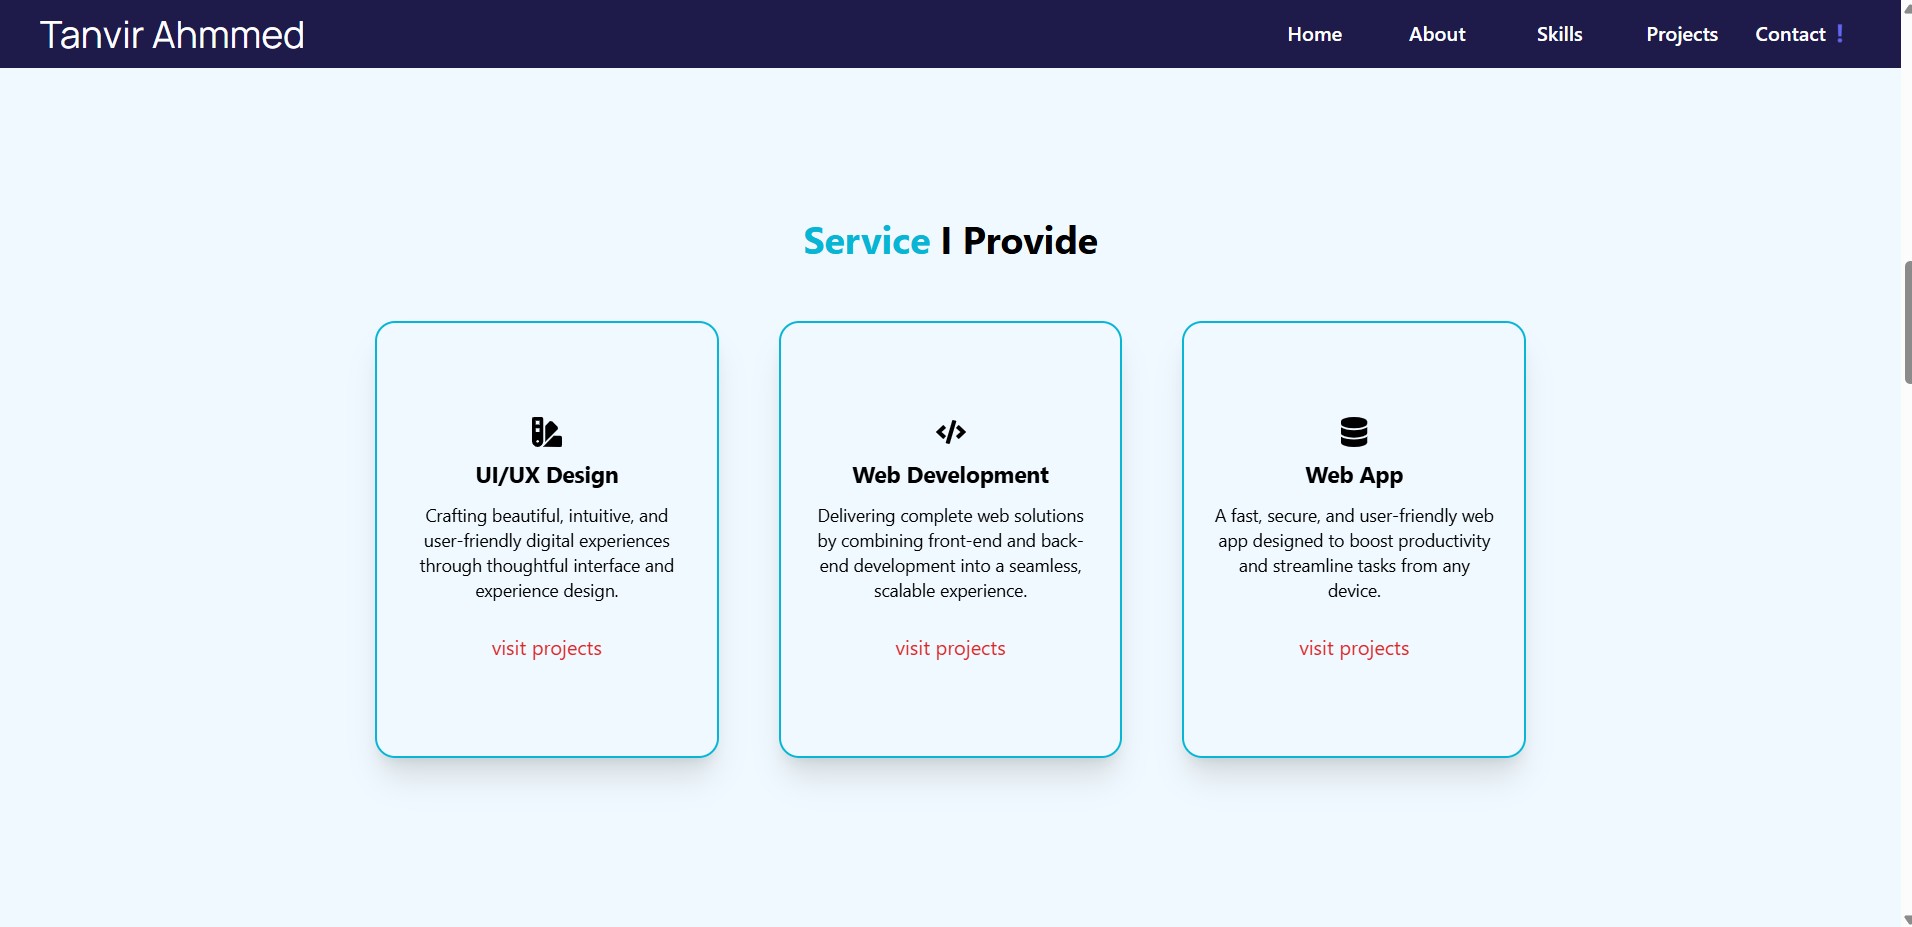 Tanvir Ahmmed
Home About Skills Projects Contact ❗
Service I Provide
UI/UX Design
Crafting beautiful, intuitive, and
user-friendly digital experiences
through thoughtful interface and
experience design.
visit projects
Web Development
Delivering complete web solutions
by combining front-end and back-
end development into a seamless,
scalable experience.
visit projects
Web App
A fast, secure, and user-friendly web
app designed to boost productivity
and streamline tasks from any
device.
visit projects